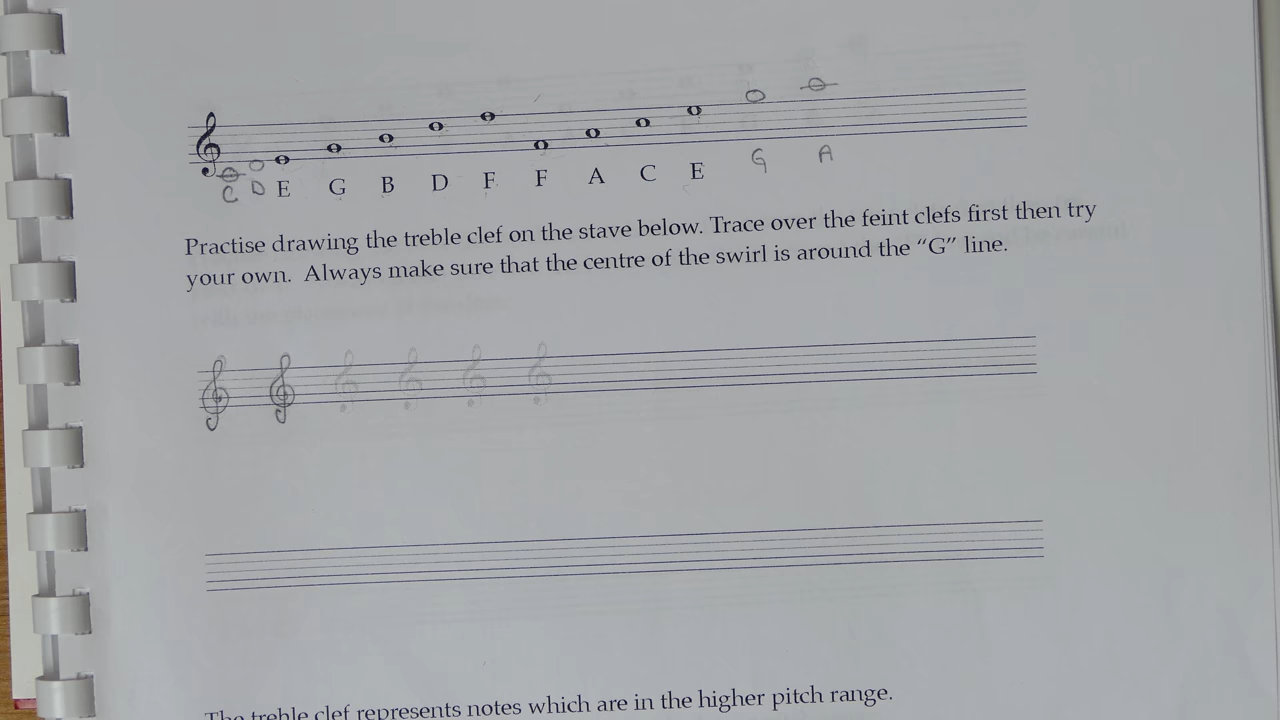 C D E G B D F F A C E G A
Practise drawing the treble clef on the stave below. Trace over the feint clefs first then try
your own. Always make sure that the centre of the swirl is around the “G” line.
The treble clef represents notes which are in the higher pitch range.